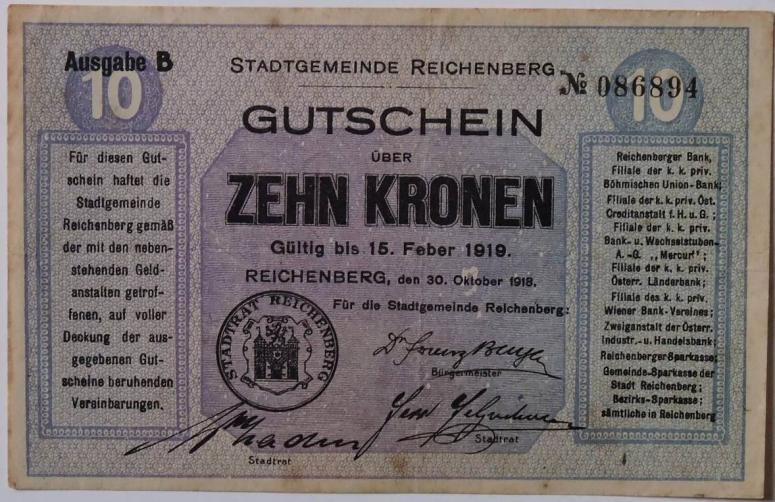 Ausgabe B
10
STADTGEMEINDE REICHENBERG
№ 086894
10
GUTSCHEIN
ÜBER
ZEHN KRONEN
Gültig bis 15. Feber 1919.
REICHENBERG, den 30. Oktober 1918.
Für die Stadtgemeinde Reichenberg:
Für diesen Gut-
schein haftet die
Stadtgemeinde
Reichenberg gemäß
der mit den neben-
stehenden Geld-
anstalten getrof-
fenen, auf voller
Deckung der aus-
gegebenen Gut-
scheine beruhenden
Vereinbarungen.
STADTRAT REICHENBERG
Bürgermeister
Stadtrat
Stadtrat
Reichenberger Bank,
Filiale der k. k. priv.
Böhmischen Union-Bank;
Filiale der k. k. priv. Öst.
Creditanstalt f. H. u. G. ;
Filiale der k. k. priv.
Bank- u. Wechselstuben-
A.-G. „Mercur" ;
Filiale der k. k. priv.
Österr. Länderbank;
Filiale des k. k. priv.
Wiener Bank-Vereines;
Zweiganstalt der Österr.
Industr.- u. Handelsbank;
Reichenberger Sparkasse;
Gemeinde-Sparkasse der
Stadt Reichenberg;
Bezirks-Sparkasse;
sämtliche in Reichenberg